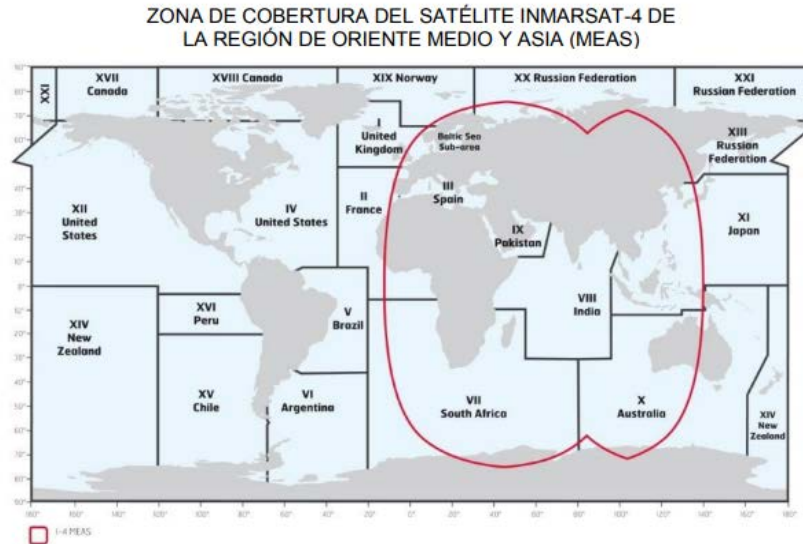 ZONA DE COBERTURA DEL SATÉLITE INMARSAT-4 DE
LA REGIÓN DE ORIENTE MEDIO Y ASIA (MEAS)
XXI
XVII
Canada
XVIII Canada
XIX Norway
XX Russian Federation
XXI
Russian Federation
I
United
Kingdom
Baltic Sea
Sub-area
XIII
Russian
Federation
XII
United
States
IV
United States
II
France
III
Spain
IX
Pakistan
XI
Japan
XIV
New
Zealand
XVI
Peru
V
Brazil
VIII
India
XV
Chile
VI
Argentina
VII
South Africa
X
Australia
XIV
New
Zealand
I-4 MEAS